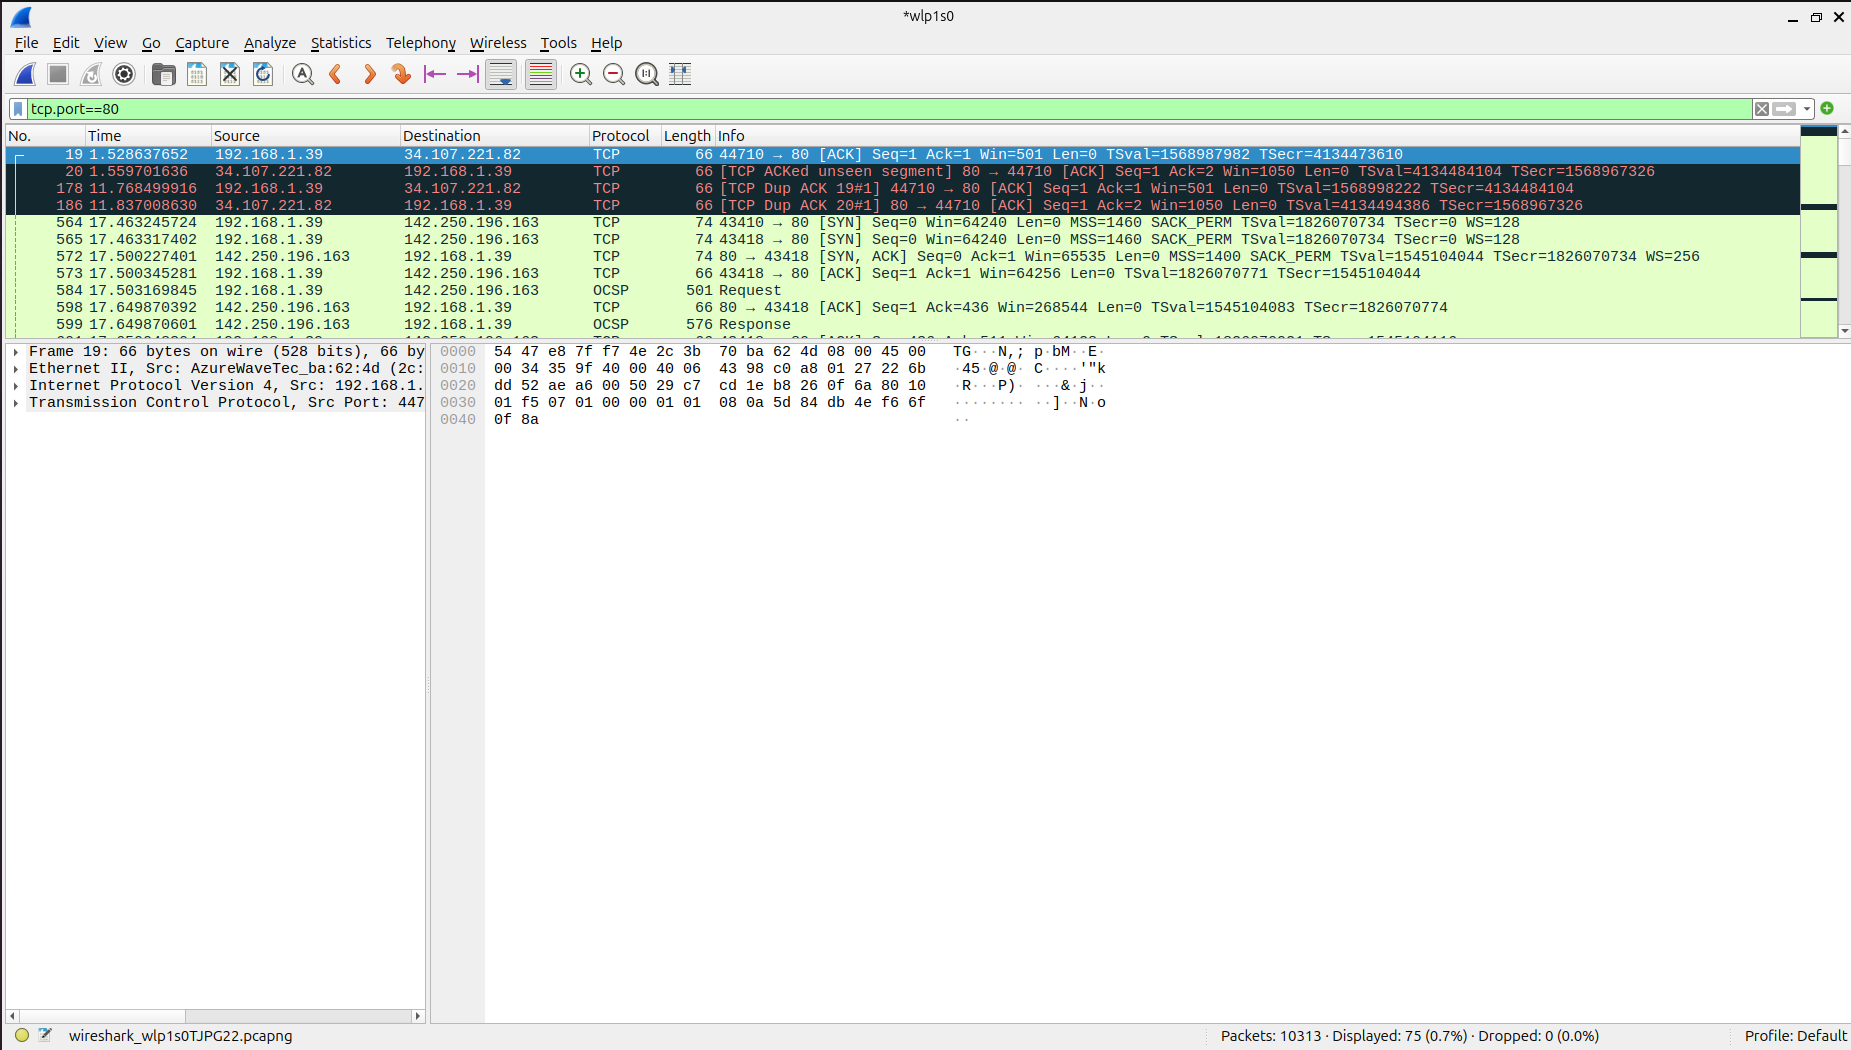 *wlp1s0
File Edit View Go Capture Analyze Statistics Telephony Wireless Tools Help
tcp.port==80
No. Time Source Destination Protocol Length Info
19 1.528637652 192.168.1.39 34.107.221.82 TCP 66 44710 → 80 [ACK] Seq=1 Ack=1 Win=501 Len=0 TSval=1568987982 TSecr=4134473610
20 1.559701636 34.107.221.82 192.168.1.39 TCP 66 [TCP ACKed unseen segment] 80 → 44710 [ACK] Seq=1 Ack=2 Win=1050 Len=0 TSval=4134484104 TSecr=1568967326
178 11.768499916 192.168.1.39 34.107.221.82 TCP 66 [TCP Dup ACK 19#1] 44710 → 80 [ACK] Seq=1 Ack=1 Win=501 Len=0 TSval=1568998222 TSecr=4134484104
186 11.837008630 34.107.221.82 192.168.1.39 TCP 66 [TCP Dup ACK 20#1] 80 → 44710 [ACK] Seq=1 Ack=2 Win=1050 Len=0 TSval=4134494386 TSecr=1568967326
564 17.463245724 192.168.1.39 142.250.196.163 TCP 74 43410 → 80 [SYN] Seq=0 Win=64240 Len=0 MSS=1460 SACK_PERM TSval=1826070734 TSecr=0 WS=128
565 17.463317402 192.168.1.39 142.250.196.163 TCP 74 43418 → 80 [SYN] Seq=0 Win=64240 Len=0 MSS=1460 SACK_PERM TSval=1826070734 TSecr=0 WS=128
572 17.500227401 142.250.196.163 192.168.1.39 TCP 74 80 → 43418 [SYN, ACK] Seq=0 Ack=1 Win=65535 Len=0 MSS=1400 SACK_PERM TSval=1545104044 TSecr=1826070734 WS=256
573 17.500345281 192.168.1.39 142.250.196.163 TCP 66 43418 → 80 [ACK] Seq=1 Ack=1 Win=64256 Len=0 TSval=1826070771 TSecr=1545104044
584 17.503169845 192.168.1.39 142.250.196.163 OCSP 501 Request
598 17.649870392 142.250.196.163 192.168.1.39 TCP 66 80 → 43418 [ACK] Seq=1 Ack=436 Win=268544 Len=0 TSval=1545104083 TSecr=1826070774
599 17.649870601 142.250.196.163 192.168.1.39 OCSP 576 Response
Frame 19: 66 bytes on wire (528 bits), 66 by
Ethernet II, Src: AzureWaveTec_ba:62:4d (2c:
Internet Protocol Version 4, Src: 192.168.1.
Transmission Control Protocol, Src Port: 447
0000 54 47 e8 7f f7 4e 2c 3b 70 ba 62 4d 08 00 45 00 TG···N,; p·bM··E·
0010 00 34 35 9f 40 00 40 06 43 98 c0 a8 01 27 22 6b ·45·@·@· C····'"k
0020 dd 52 ae a6 00 50 29 c7 cd 1e b8 26 0f 6a 80 10 ·R···P)· ···&·j··
0030 01 f5 07 01 00 00 01 01 08 0a 5d 84 db 4e f6 6f ········ ··]··N·o
0040 0f 8a ··
wireshark_wlp1s0TJPG22.pcapng
Packets: 10313 · Displayed: 75 (0.7%) · Dropped: 0 (0.0%)
Profile: Default